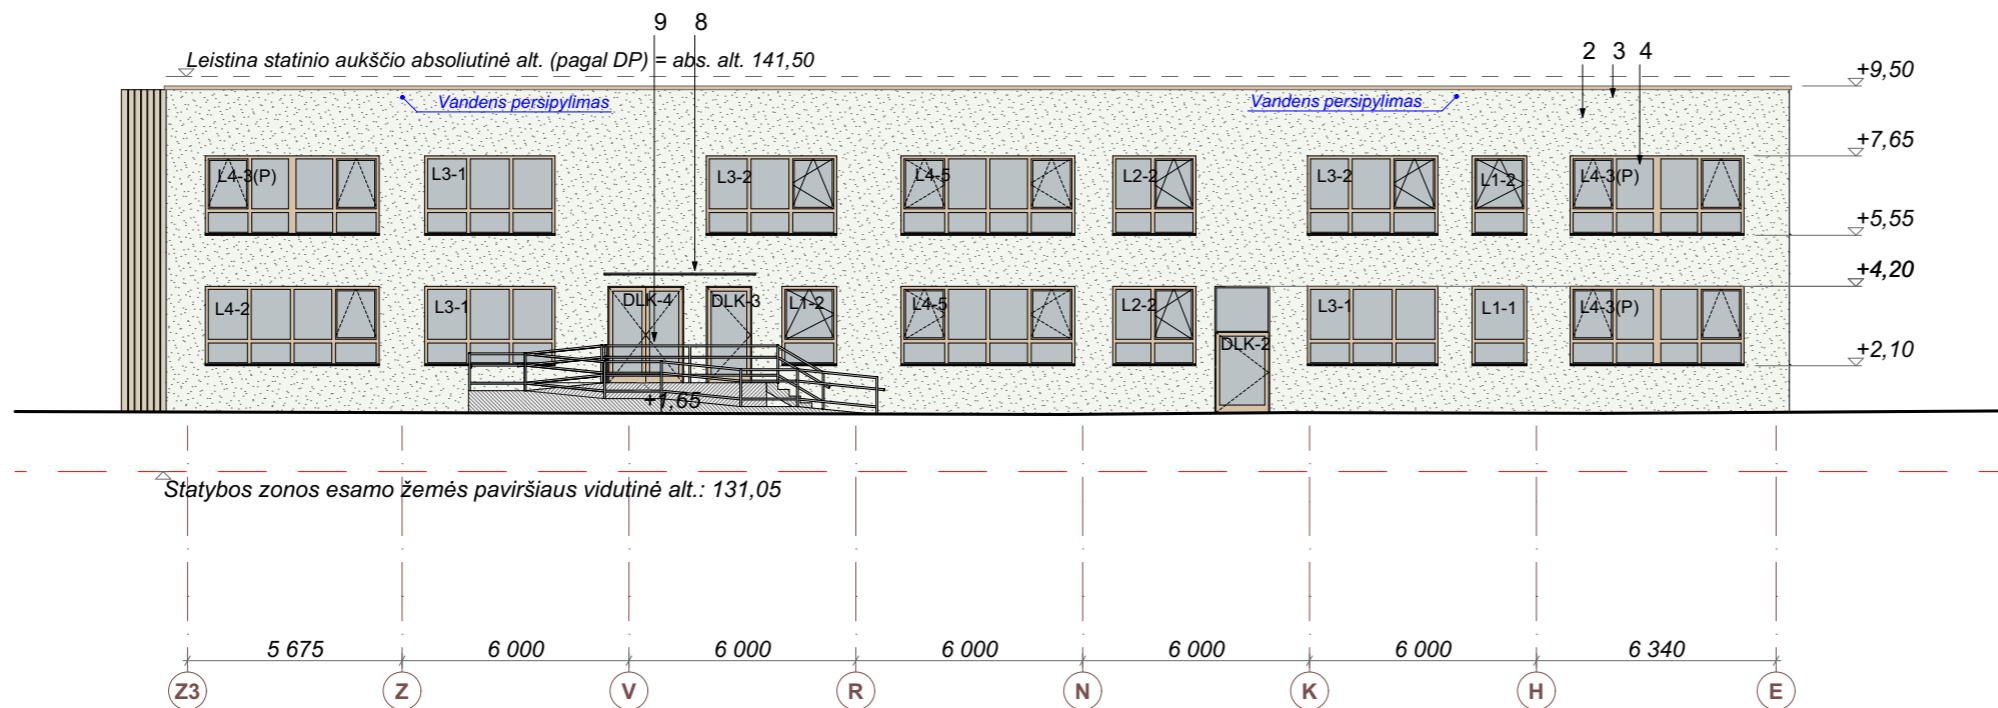 9 8
Leistina statinio aukščio absoliutinė alt. (pagal DP) = abs. alt. 141,50
2 3 4
+9,50
Vandens persipylimas
Vandens persipylimas
+7,65
L4-3(P) L3-1 L3-2 L4-5 L2-2 L3-2 L1-2 L4-3(P)
+5,55
+4,20
L4-2 L3-1 DLK-4 DLK-3 L1-2 L4-5 L2-2 DLK-2 L3-1 L1-1 L4-3(P)
+2,10
+1,65
Statybos zonos esamo žemės paviršiaus vidutinė alt.: 131,05
5 675 6 000 6 000 6 000 6 000 6 000 6 340
Z3 Z V R N K H E